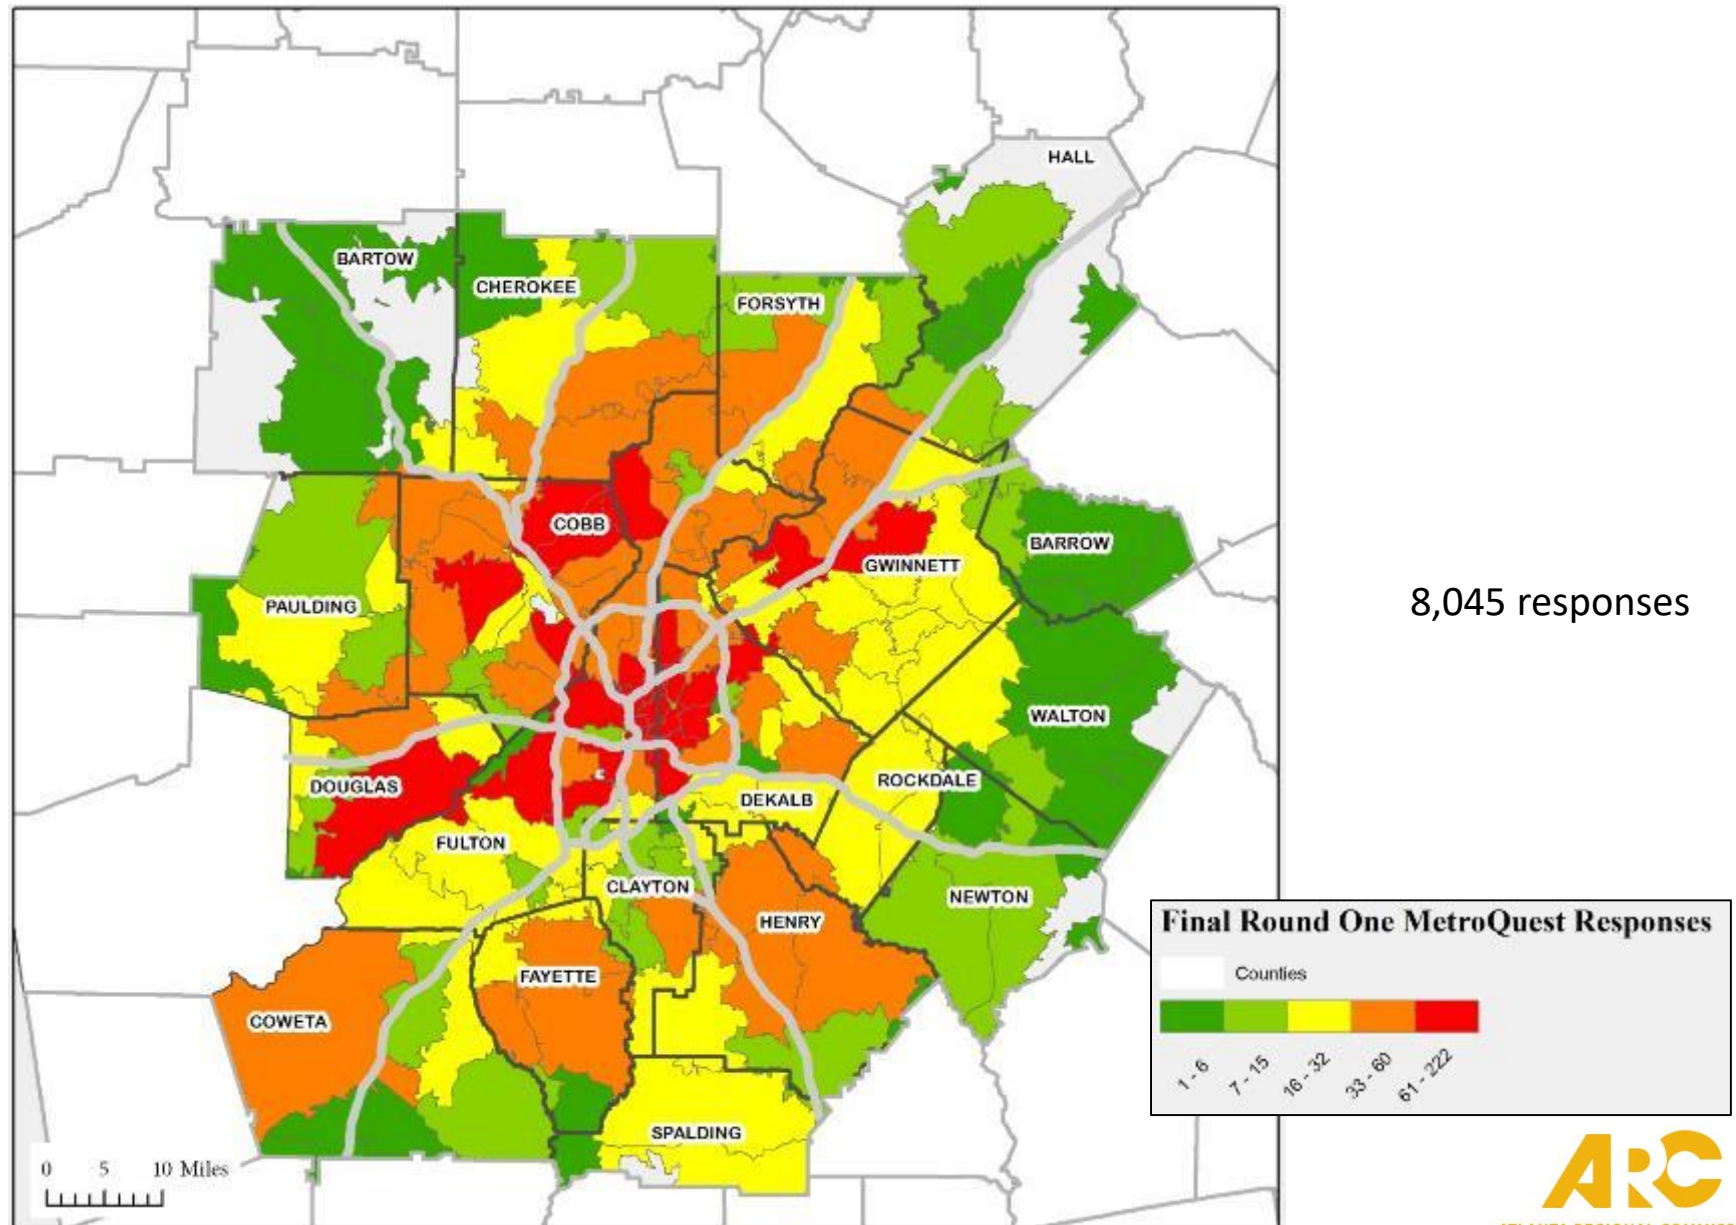 HALL
BARTOW
CHEROKEE
FORSYTH
COBB
GWINNETT
BARROW
PAULDING
8,045 responses
WALTON
DOUGLAS
ROCKDALE
DEKALB
FULTON
CLAYTON
NEWTON
HENRY
FAYETTE
COWETA
SPALDING
Final Round One MetroQuest Responses
Counties
1 - 6
7 - 15
16 - 32
33 - 60
61 - 222
0 5 10 Miles
ARC